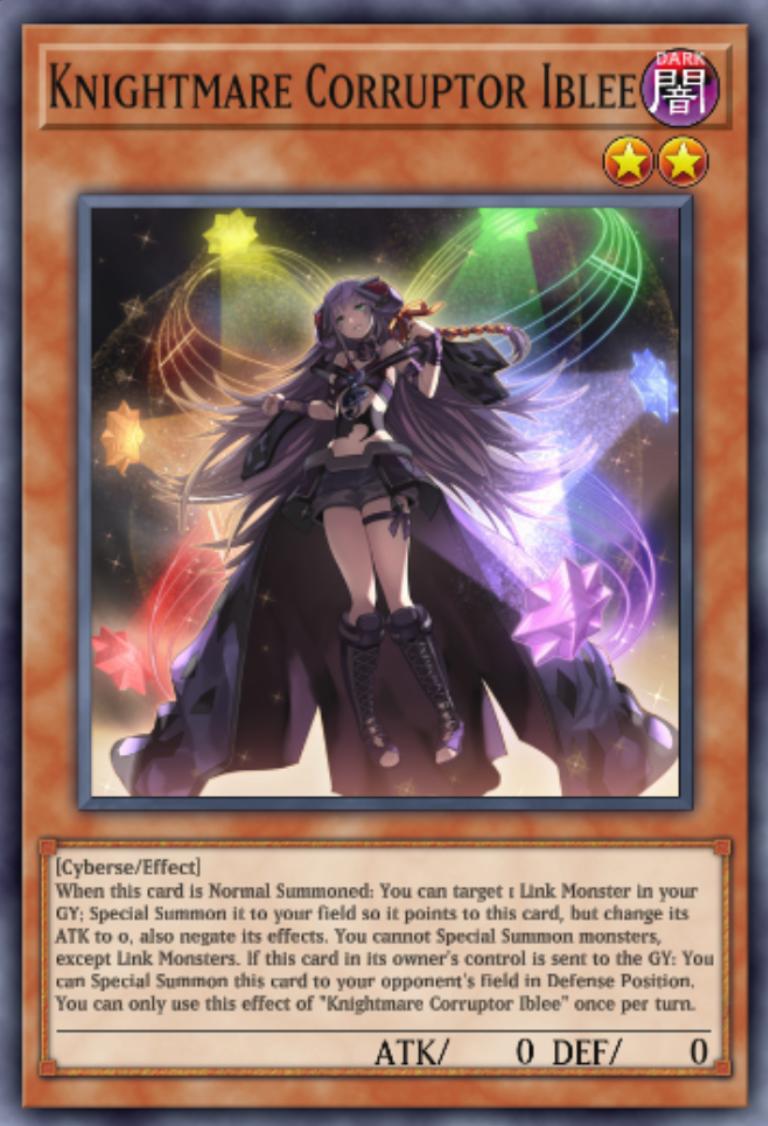 KNIGHTMARE CORRUPTOR IBLEE
DARK
闇
[Cyberse/Effect]
When this card is Normal Summoned: You can target 1 Link Monster in your
GY; Special Summon it to your field so it points to this card, but change its
ATK to 0, also negate its effects. You cannot Special Summon monsters,
except Link Monsters. If this card in its owner's control is sent to the GY: You
can Special Summon this card to your opponent's field in Defense Position.
You can only use this effect of "Knightmare Corruptor Iblee" once per turn.
ATK/ 0 DEF/ 0